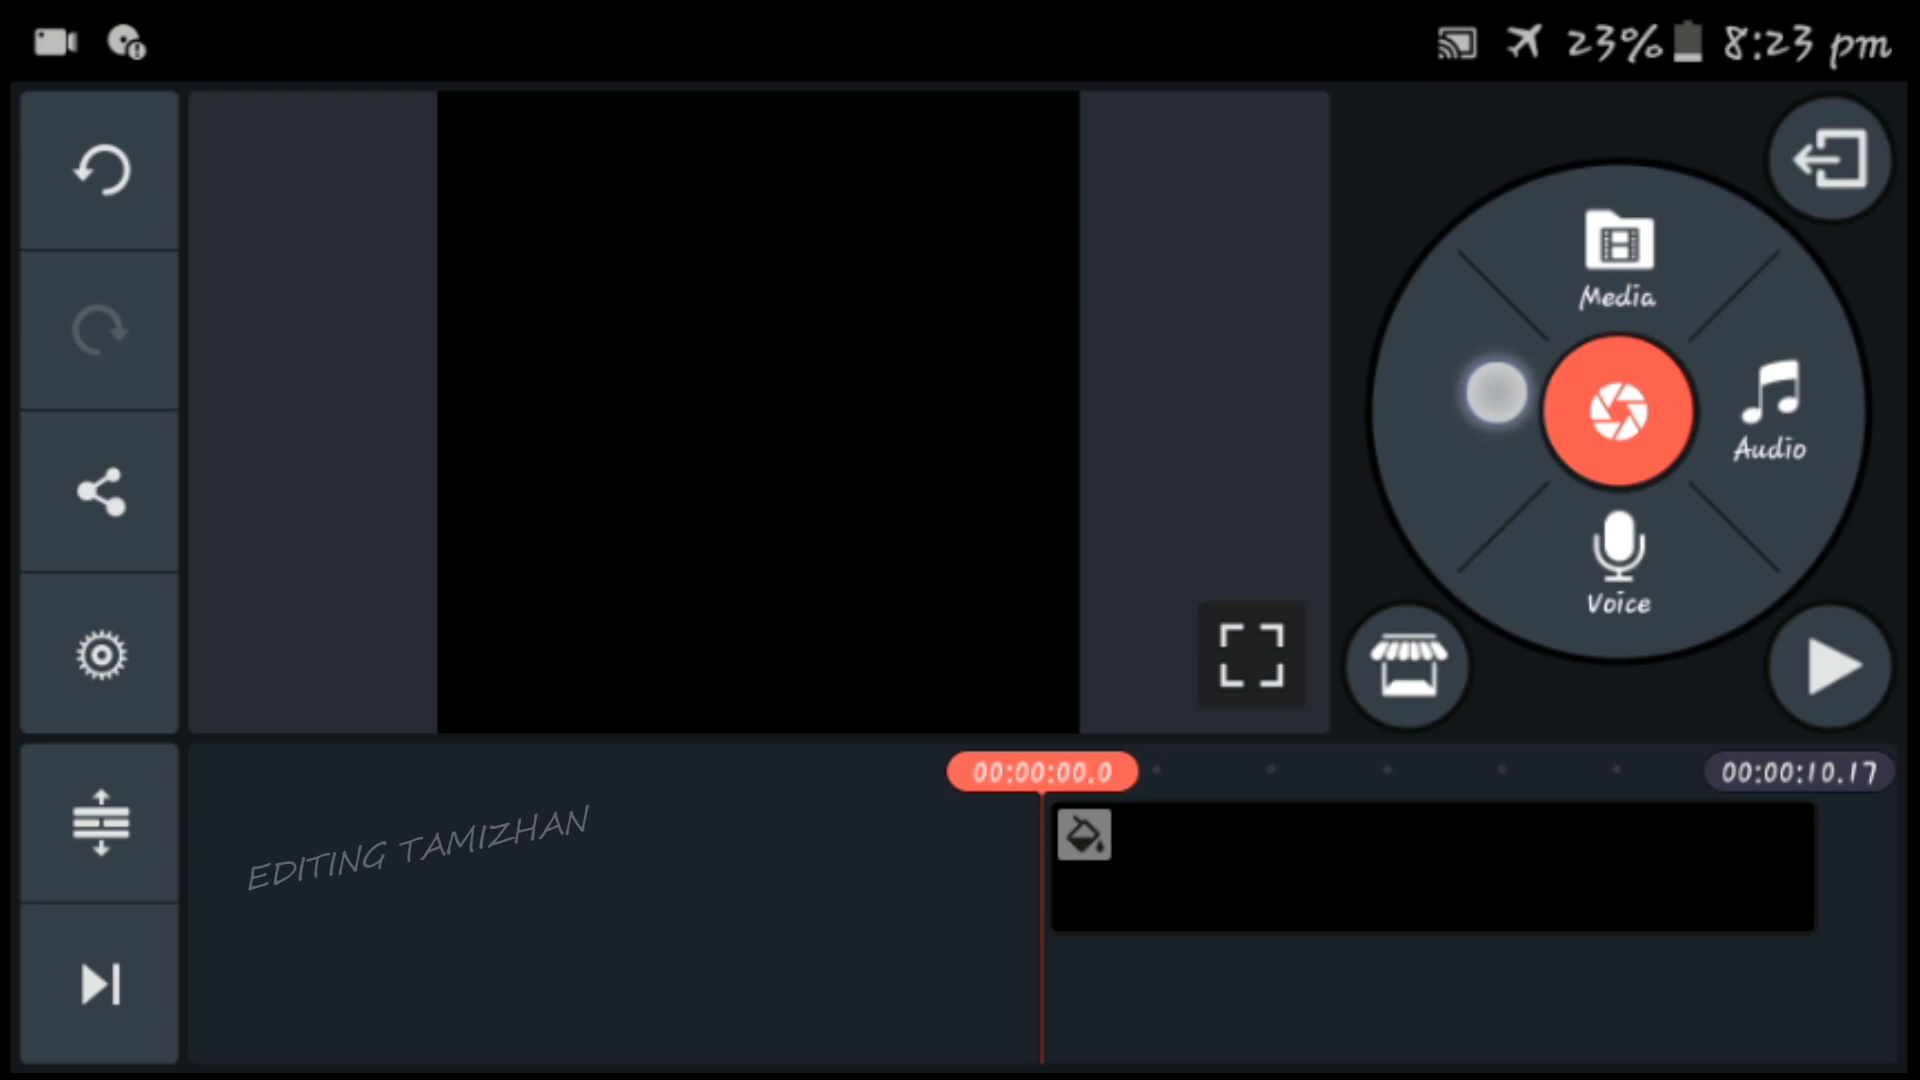 23% 8:23 pm
Media
Audio
Voice
00:00:00.0
00:00:10.17
EDITING TAMIZHAN